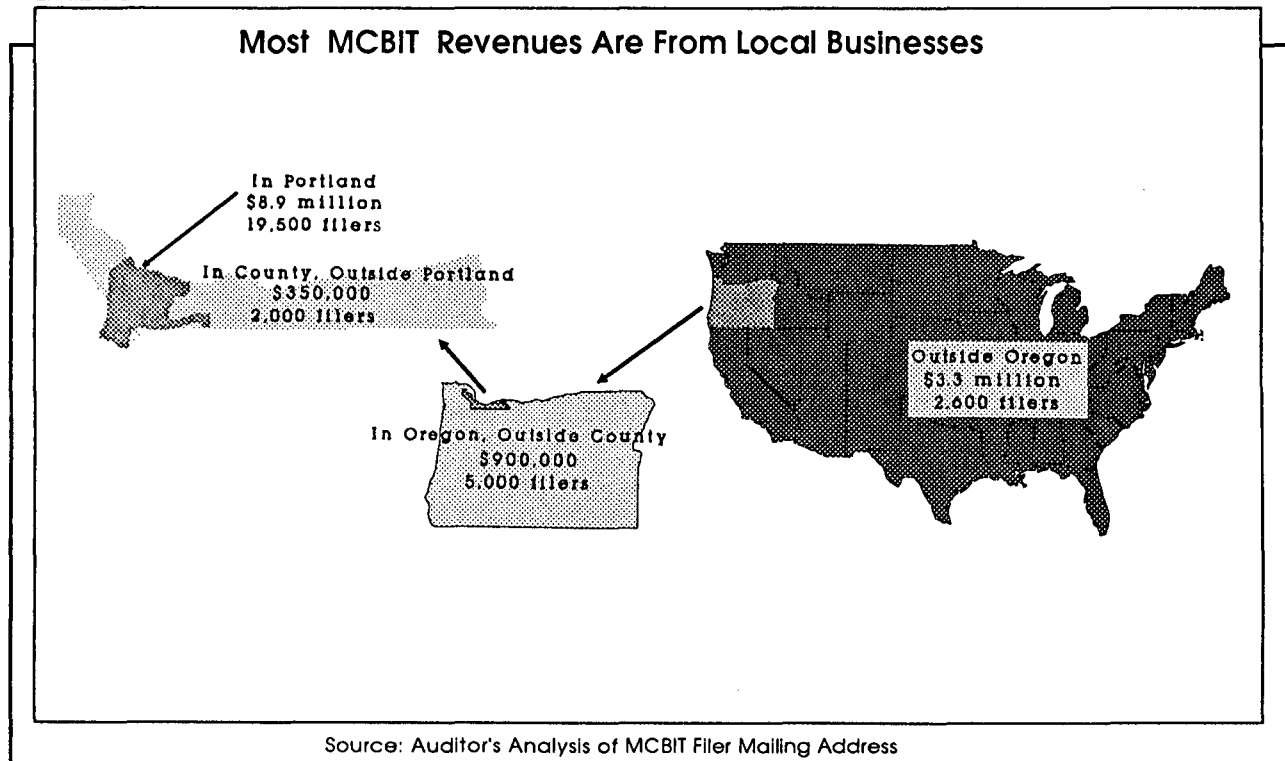 Most MCBIT Revenues Are From Local Businesses
In Portland
$8.9 million
19,500 filers
In County, Outside Portland
$350,000
2,000 filers
Outside Oregon
$3.3 million
2,600 filers
In Oregon, Outside County
$900,000
5,000 filers
Source: Auditor's Analysis of MCBIT Filer Mailing Address